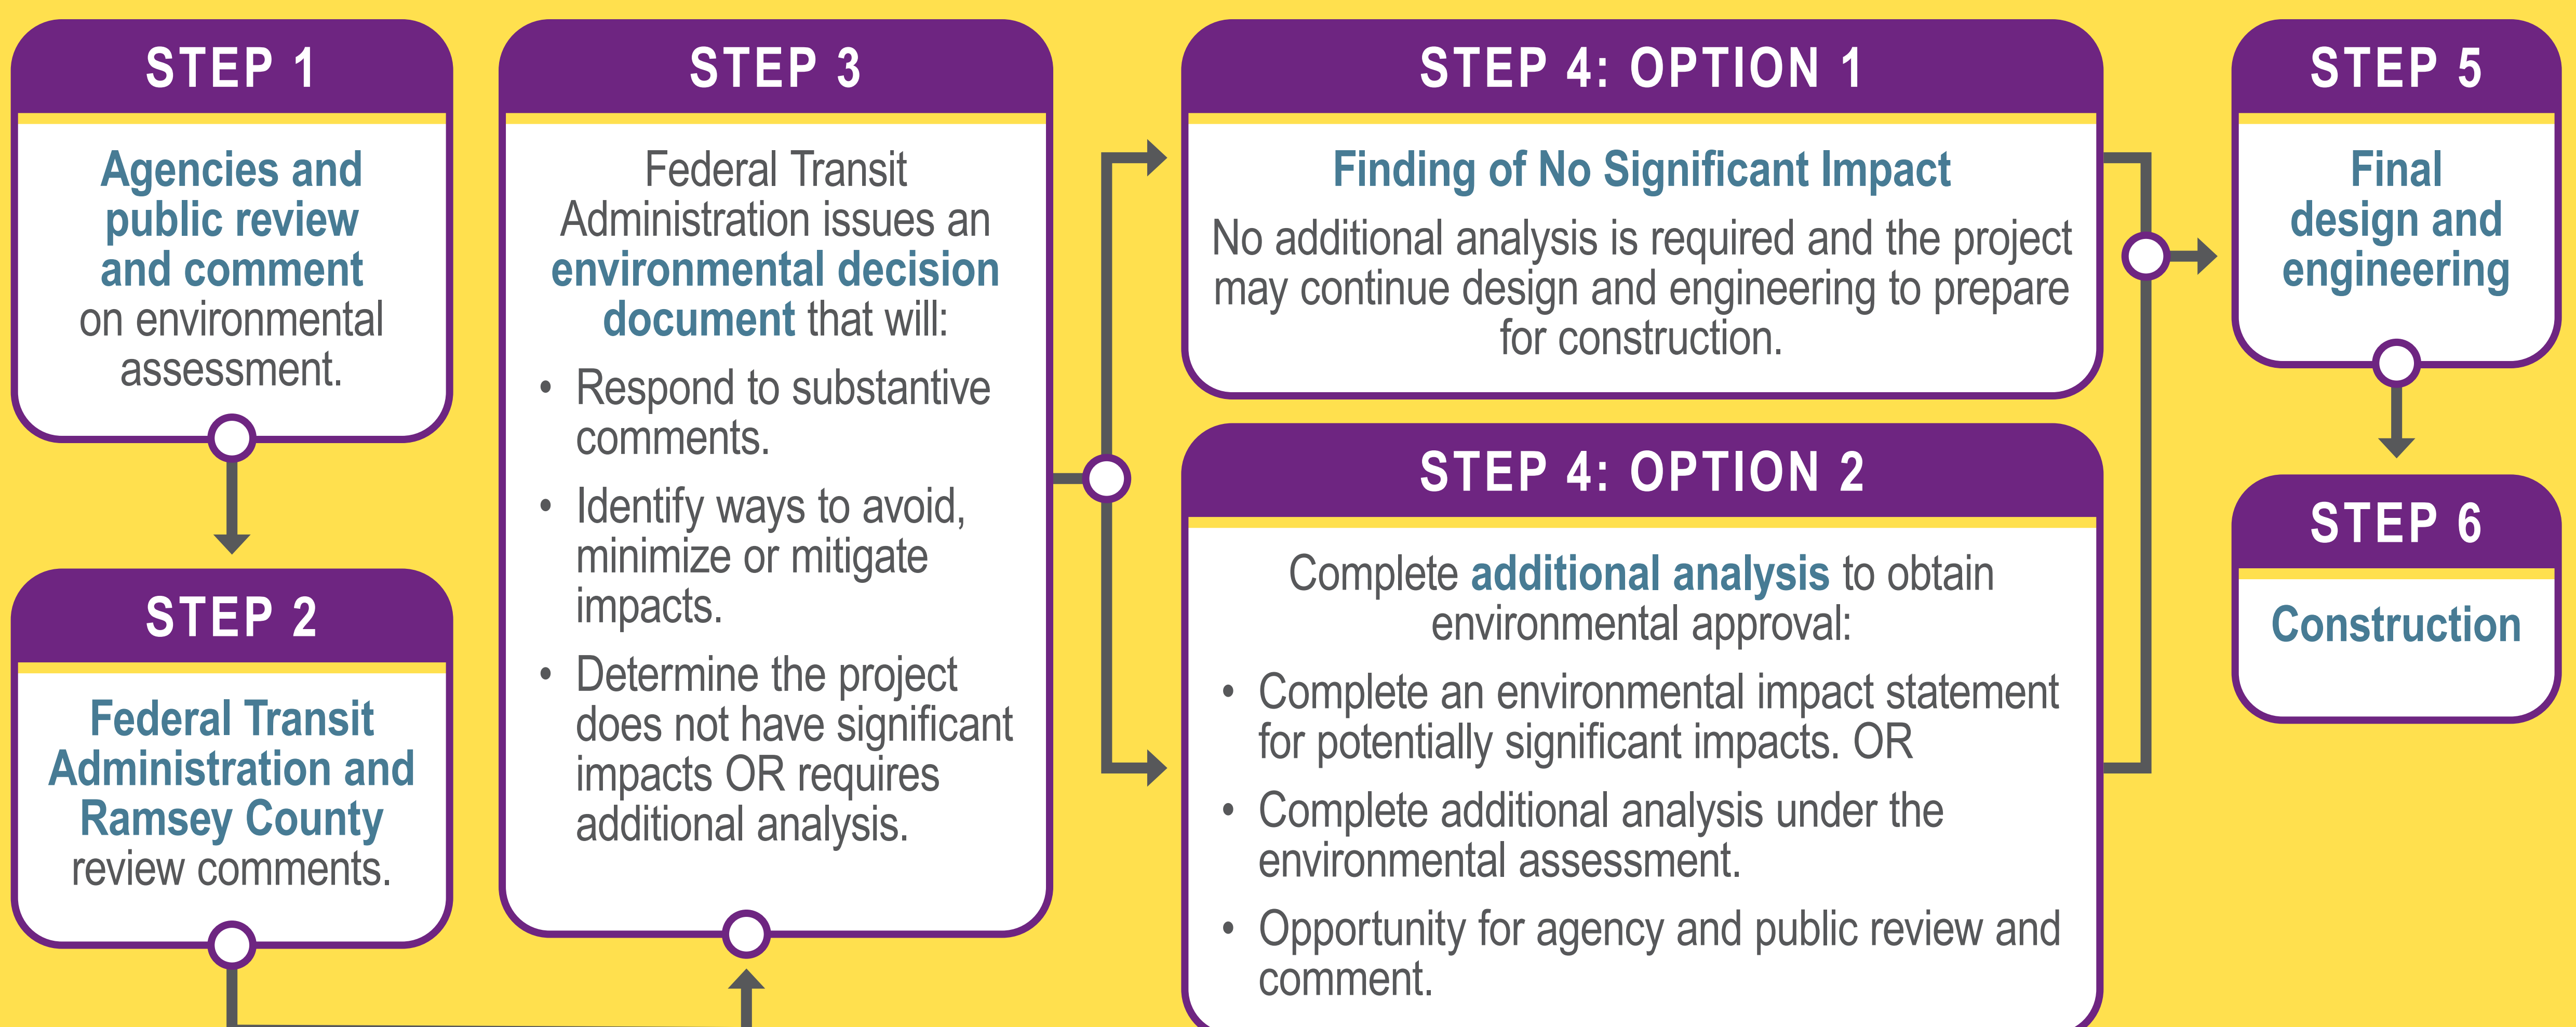 STEP 1
Agencies and
public review
and comment
on environmental
assessment.
STEP 2
Federal Transit
Administration and
Ramsey County
review comments.
STEP 3
Federal Transit
Administration issues an
environmental decision
document that will:
• Respond to substantive
comments.
• Identify ways to avoid,
minimize or mitigate
impacts.
• Determine the project
does not have significant
impacts OR requires
additional analysis.
STEP 4: OPTION 1
Finding of No Significant Impact
No additional analysis is required and the project
may continue design and engineering to prepare
for construction.
STEP 4: OPTION 2
Complete additional analysis to obtain
environmental approval:
• Complete an environmental impact statement
for potentially significant impacts. OR
• Complete additional analysis under the
environmental assessment.
• Opportunity for agency and public review and
comment.
STEP 5
Final
design and
engineering
STEP 6
Construction